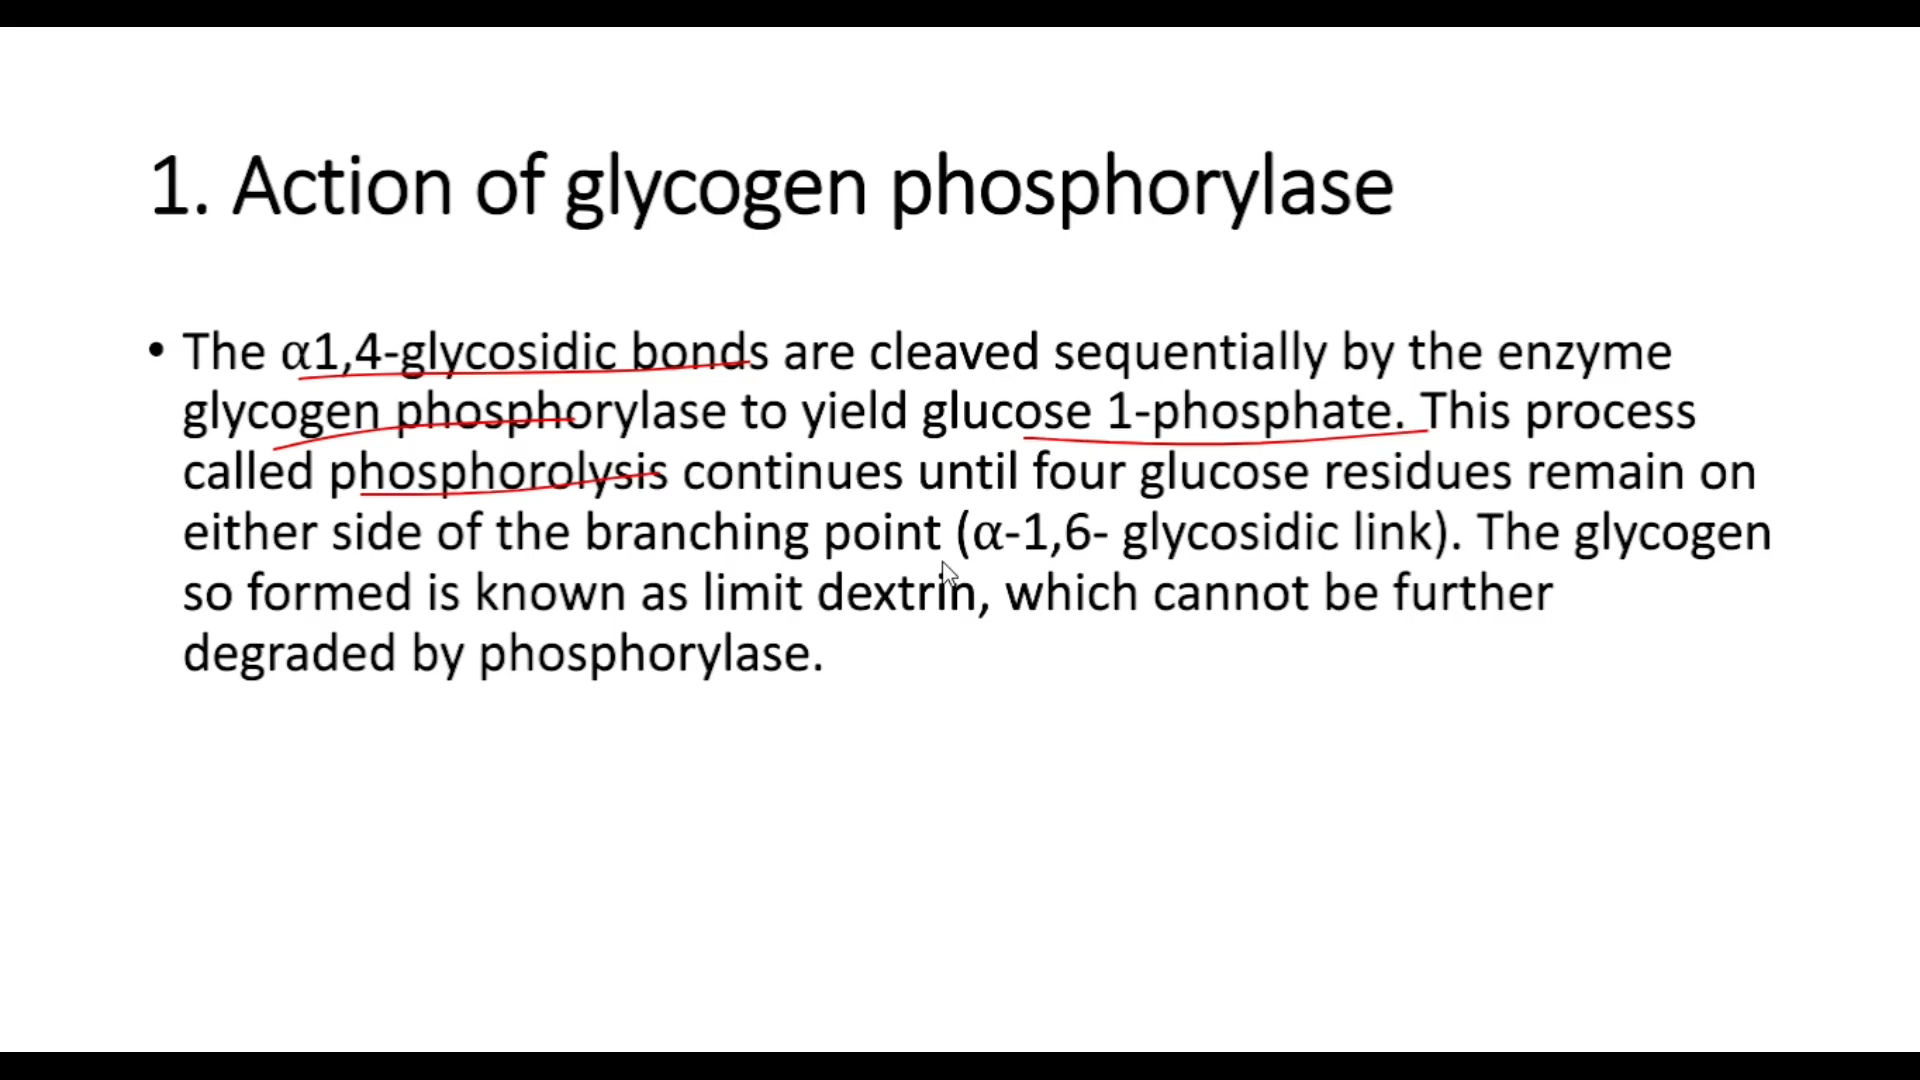 1. Action of glycogen phosphorylase
• The α1,4-glycosidic bonds are cleaved sequentially by the enzyme
glycogen phosphorylase to yield glucose 1-phosphate. This process
called phosphorolysis continues until four glucose residues remain on
either side of the branching point (α-1,6- glycosidic link). The glycogen
so formed is known as limit dextrin, which cannot be further
degraded by phosphorylase.